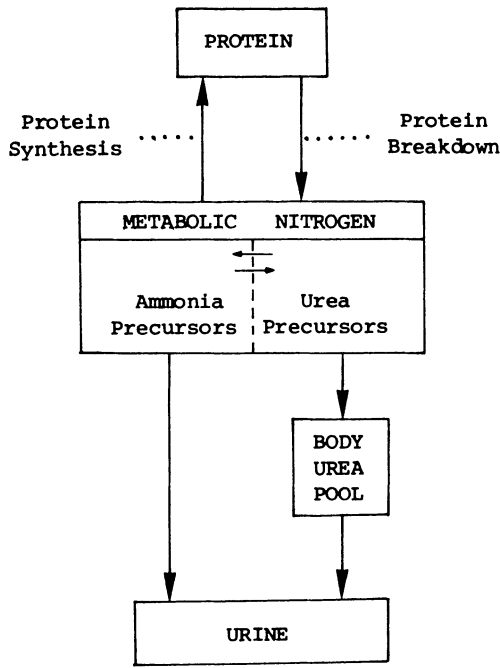 PROTEIN
Protein
Synthesis
Protein
Breakdown
METABOLIC NITROGEN
Ammonia
Precursors
Urea
Precursors
BODY
UREA
POOL
URINE